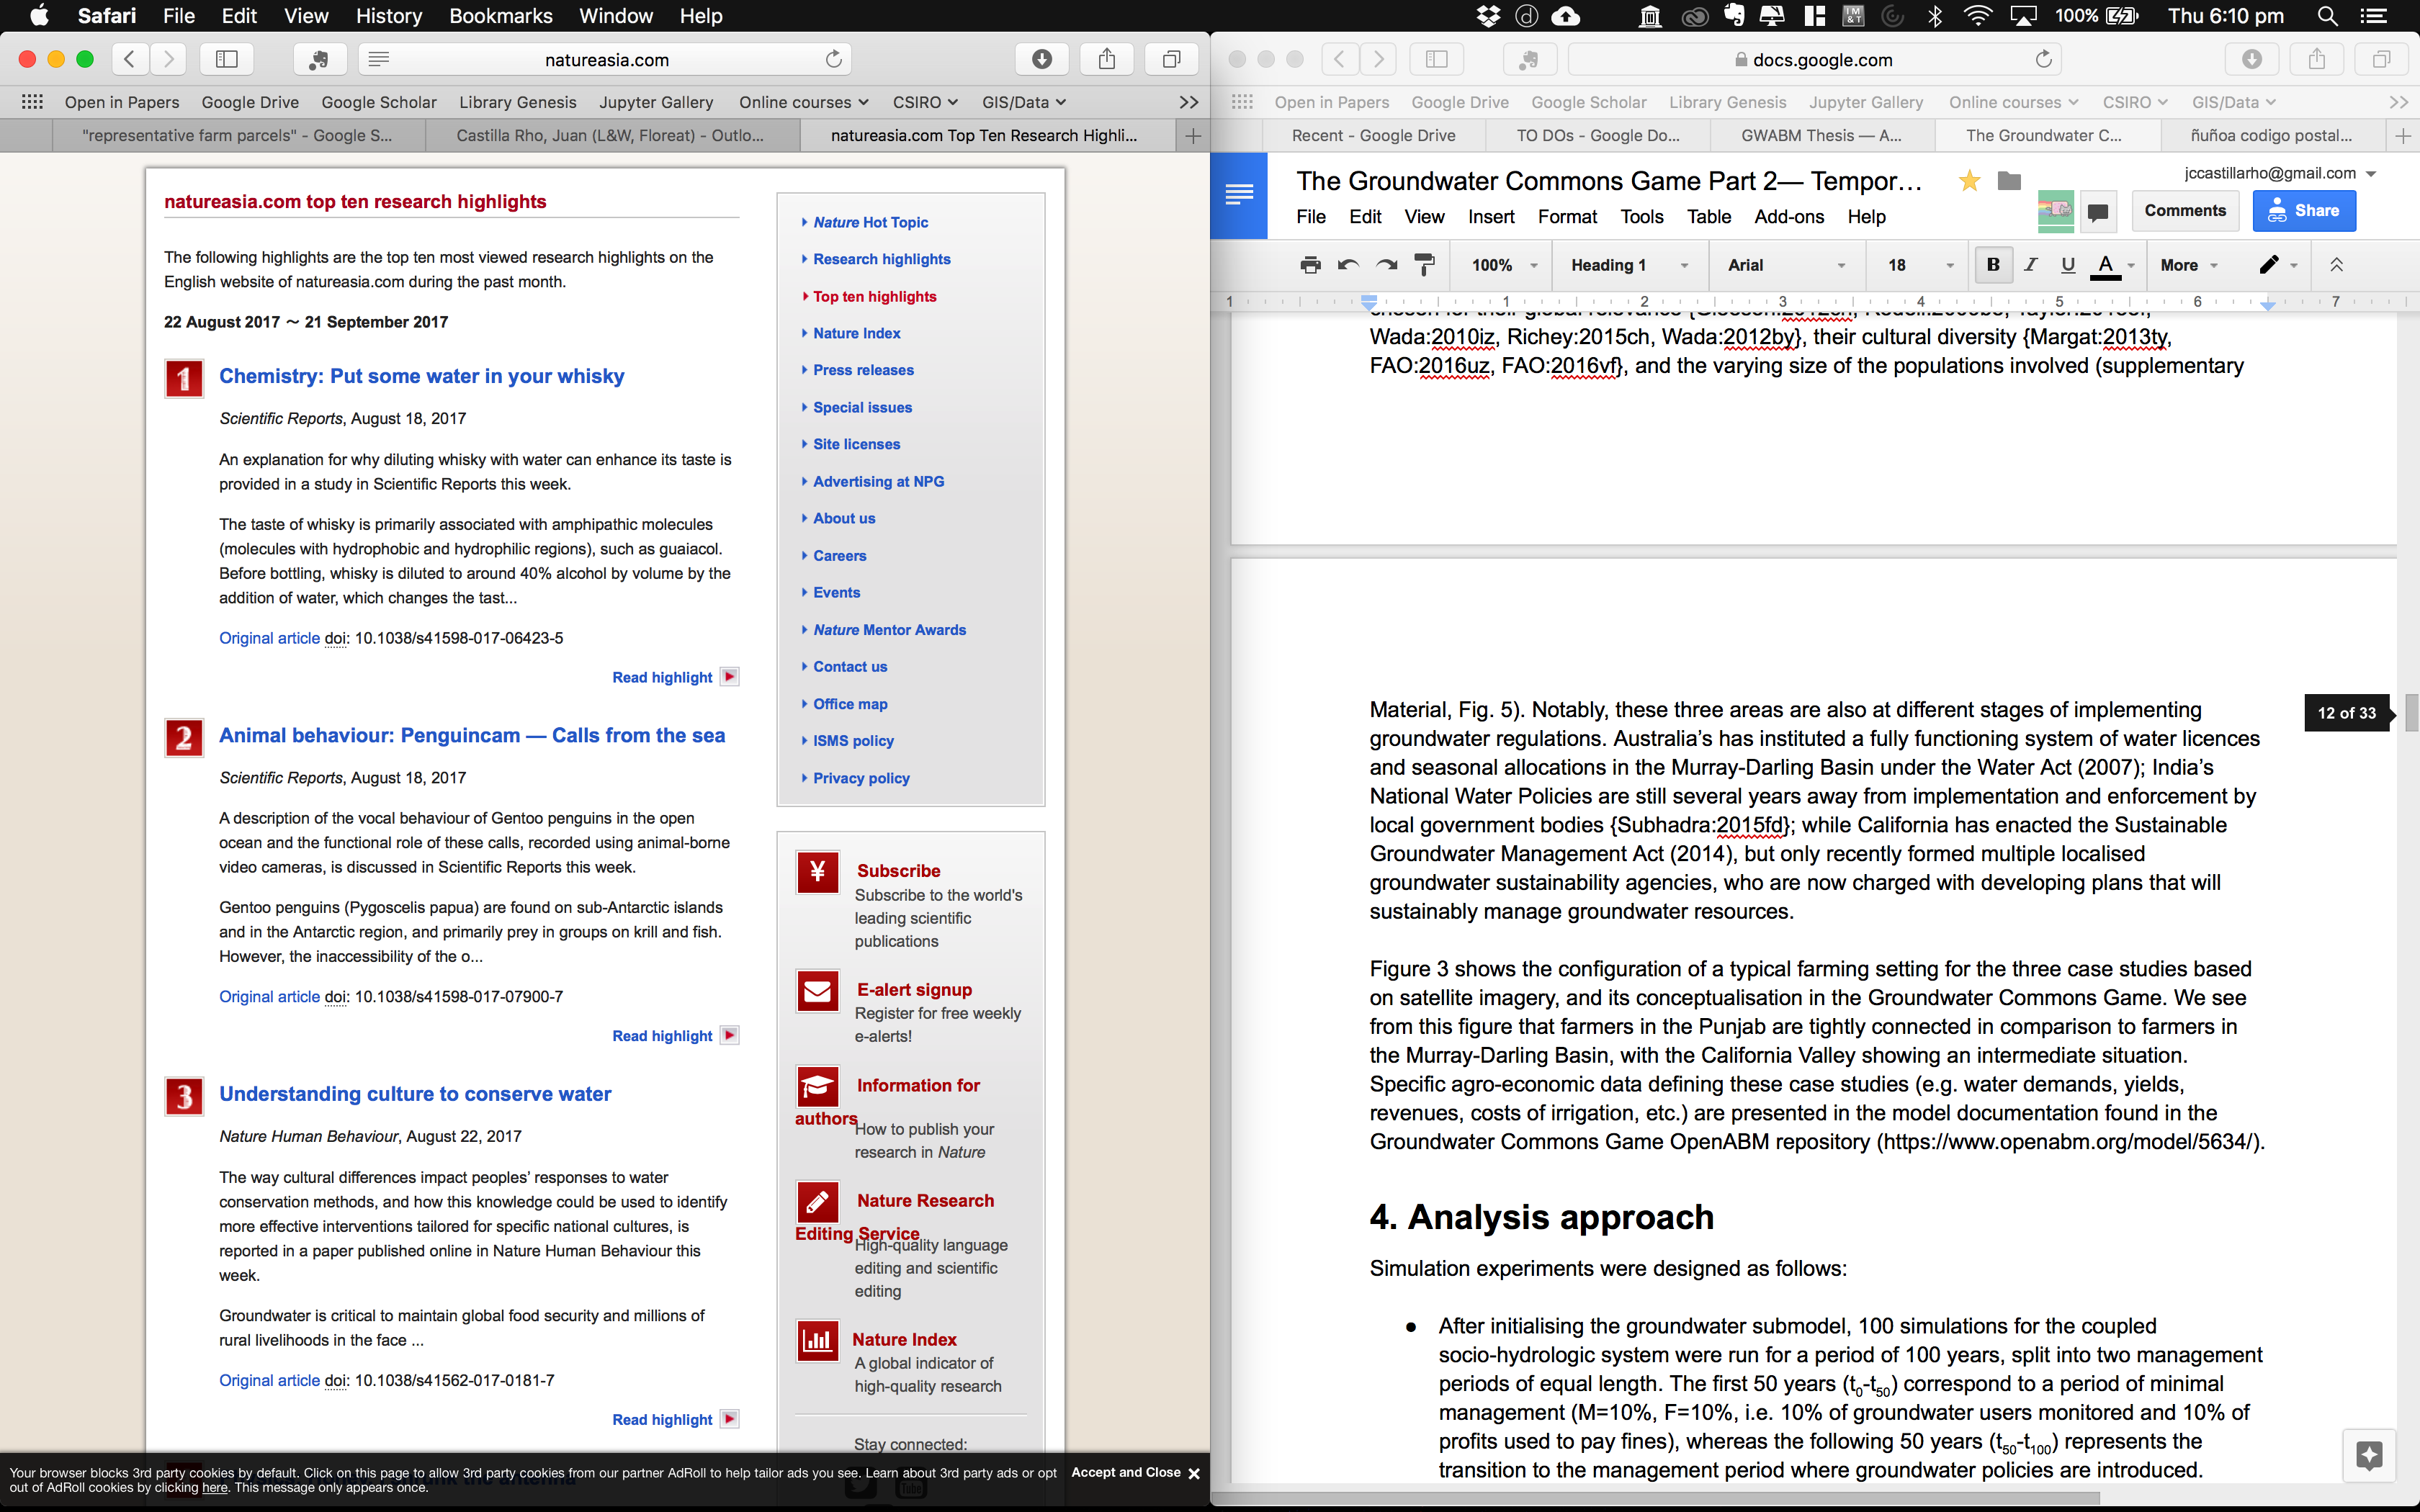 Safari File Edit View History Bookmarks Window Help
100% Thu 6:10 pm
natureasia.com
Open in Papers Google Drive Google Scholar Library Genesis Jupyter Gallery Online courses CSIRO GIS/Data
"representative farm parcels" - Google S...
Castilla Rho, Juan (L&W, Floreat) - Outlo...
natureasia.com Top Ten Research Highli...
natureasia.com top ten research highlights
The following highlights are the top ten most viewed research highlights on the
English website of natureasia.com during the past month.
22 August 2017 ~ 21 September 2017
1
Chemistry: Put some water in your whisky
Scientific Reports, August 18, 2017
An explanation for why diluting whisky with water can enhance its taste is
provided in a study in Scientific Reports this week.
The taste of whisky is primarily associated with amphipathic molecules
(molecules with hydrophobic and hydrophilic regions), such as guaiacol.
Before bottling, whisky is diluted to around 40% alcohol by volume by the
addition of water, which changes the tast...
Original article doi: 10.1038/s41598-017-06423-5
Read highlight
2
Animal behaviour: Penguincam — Calls from the sea
Scientific Reports, August 18, 2017
A description of the vocal behaviour of Gentoo penguins in the open
ocean and the functional role of these calls, recorded using animal-borne
video cameras, is discussed in Scientific Reports this week.
Gentoo penguins (Pygoscelis papua) are found on sub-Antarctic islands
and in the Antarctic region, and primarily prey in groups on krill and fish.
However, the inaccessibility of the o...
Original article doi: 10.1038/s41598-017-07900-7
Read highlight
3
Understanding culture to conserve water
Nature Human Behaviour, August 22, 2017
The way cultural differences impact peoples' responses to water
conservation methods, and how this knowledge could be used to identify
more effective interventions tailored for specific national cultures, is
reported in a paper published online in Nature Human Behaviour this
week.
Groundwater is critical to maintain global food security and millions of
rural livelihoods in the face ...
Original article doi: 10.1038/s41562-017-0181-7
Read highlight
Nature Hot Topic
Research highlights
Top ten highlights
Nature Index
Press releases
Special issues
Site licenses
Advertising at NPG
About us
Careers
Events
Nature Mentor Awards
Contact us
Office map
ISMS policy
Privacy policy
¥
Subscribe
Subscribe to the world's
leading scientific
publications
E-alert signup
Register for free weekly
e-alerts!
Information for
authors
How to publish your
research in Nature
Nature Research
Editing Service
High-quality language
editing and scientific
editing
Nature Index
A global indicator of
high-quality research
Stay connected:
Your browser blocks 3rd party cookies by default. Click on this page to allow 3rd party cookies from our partner AdRoll to help tailor ads you see. Learn about 3rd party ads or opt
out of AdRoll cookies by clicking here. This message only appears once.
Accept and Close
docs.google.com
Open in Papers Google Drive Google Scholar Library Genesis Jupyter Gallery Online courses CSIRO GIS/Data
Recent - Google Drive
TO DOs - Google Do...
GWABM Thesis — A...
The Groundwater C...
ñuñoa codigo postal...
The Groundwater Commons Game Part 2— Tempor...
jccastillarho@gmail.com
File Edit View Insert Format Tools Table Add-ons Help
Comments
Share
100% Heading 1 Arial 18 B I U A More
1 1 2 3 4 5 6 7
Wada:2010iz, Richey:2015ch, Wada:2012by}, their cultural diversity {Margat:2013ty,
FAO:2016uz, FAO:2016vf}, and the varying size of the populations involved (supplementary
12 of 33
Material, Fig. 5). Notably, these three areas are also at different stages of implementing
groundwater regulations. Australia's has instituted a fully functioning system of water licences
and seasonal allocations in the Murray-Darling Basin under the Water Act (2007); India's
National Water Policies are still several years away from implementation and enforcement by
local government bodies {Subhadra:2015fd}; while California has enacted the Sustainable
Groundwater Management Act (2014), but only recently formed multiple localised
groundwater sustainability agencies, who are now charged with developing plans that will
sustainably manage groundwater resources.
Figure 3 shows the configuration of a typical farming setting for the three case studies based
on satellite imagery, and its conceptualisation in the Groundwater Commons Game. We see
from this figure that farmers in the Punjab are tightly connected in comparison to farmers in
the Murray-Darling Basin, with the California Valley showing an intermediate situation.
Specific agro-economic data defining these case studies (e.g. water demands, yields,
revenues, costs of irrigation, etc.) are presented in the model documentation found in the
Groundwater Commons Game OpenABM repository (https://www.openabm.org/model/5634/).
4. Analysis approach
Simulation experiments were designed as follows:
● After initialising the groundwater submodel, 100 simulations for the coupled
socio-hydrologic system were run for a period of 100 years, split into two management
periods of equal length. The first 50 years (t0-t50) correspond to a period of minimal
management (M=10%, F=10%, i.e. 10% of groundwater users monitored and 10% of
profits used to pay fines), whereas the following 50 years (t50-t100) represents the
transition to the management period where groundwater policies are introduced.